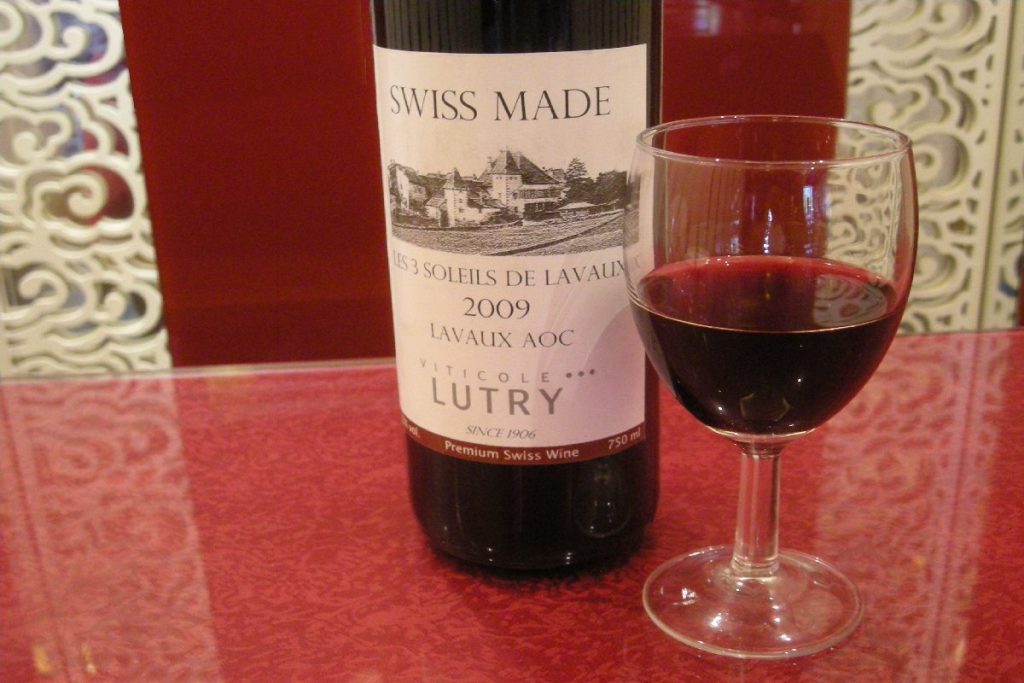 SWISS MADE
LES 3 SOLEILS DE LAVAUX
2009
LAVAUX AOC
VITICOLE
LUTRY
SINCE 1906
vol.
Premium Swiss Wine
750 ml